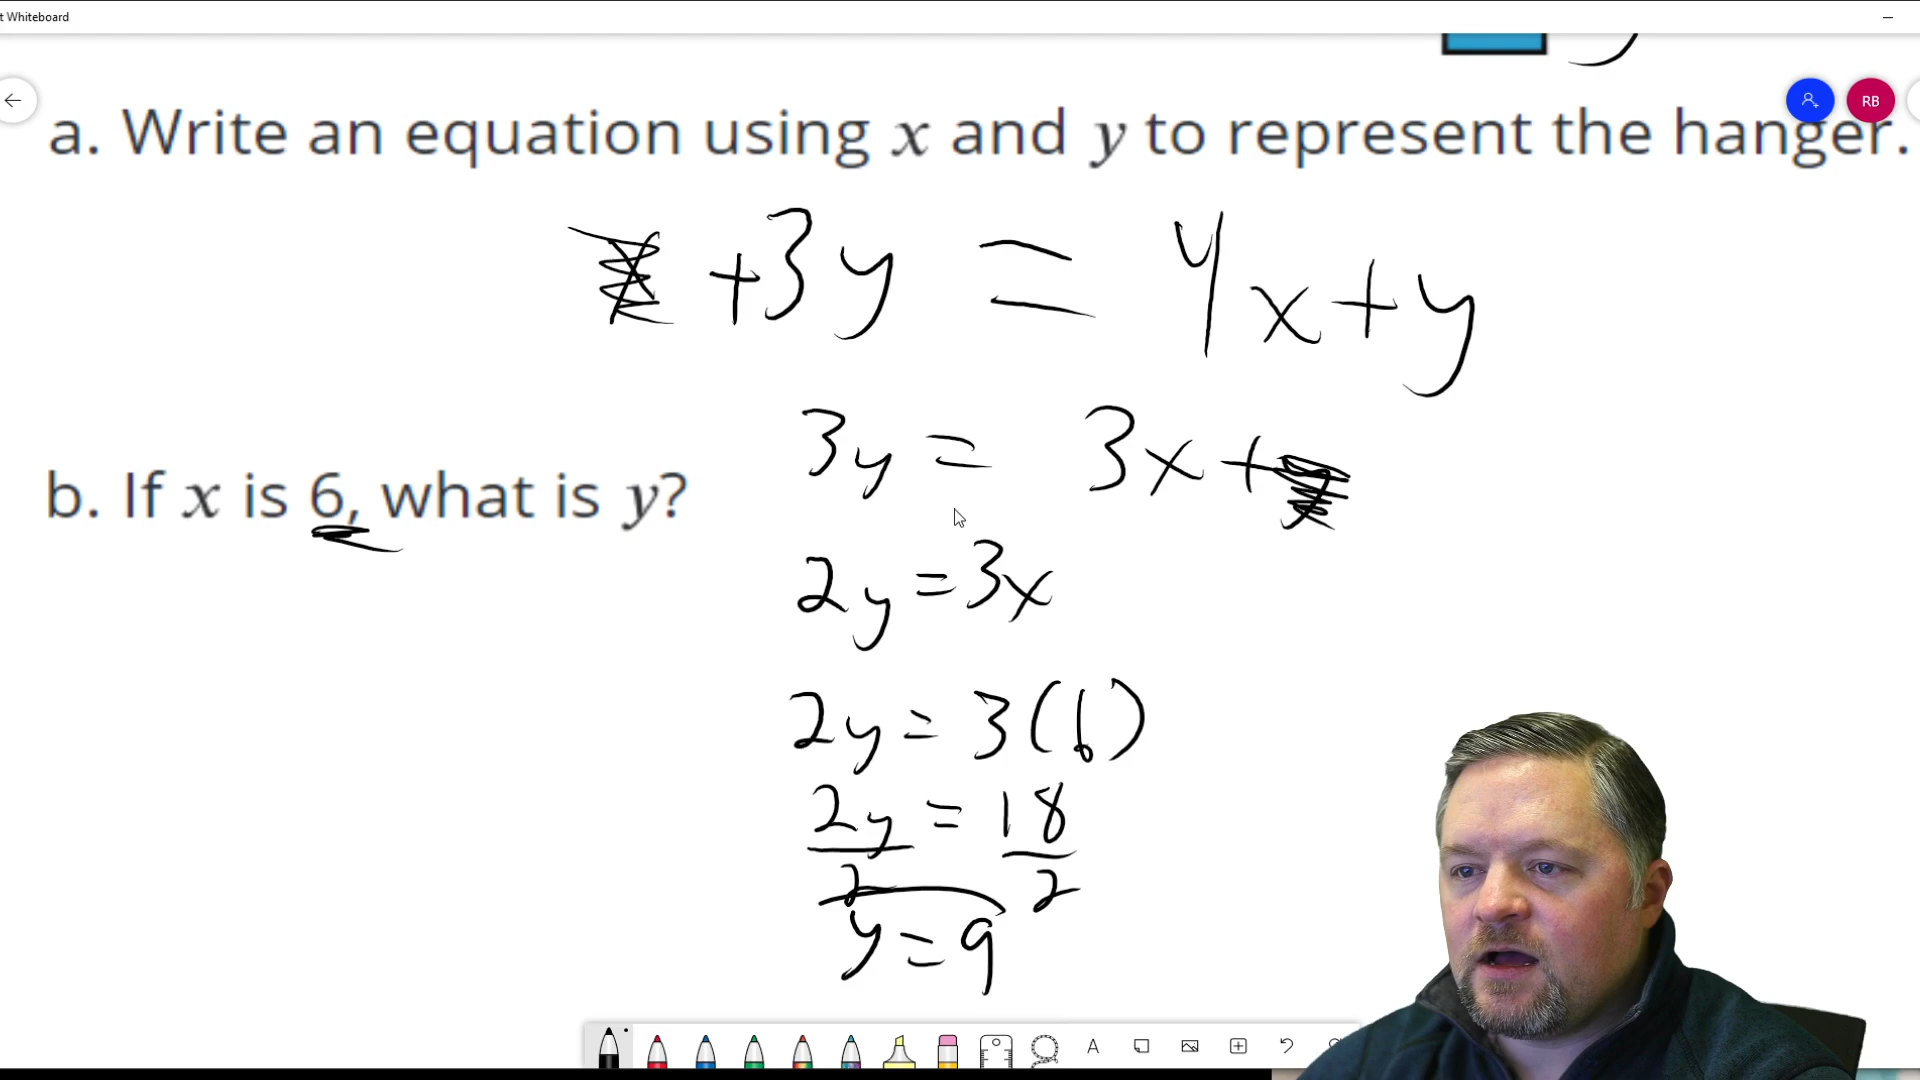 t Whiteboard
RB
a. Write an equation using x and y to represent the hanger.
x + 3y = 4x + y
3y = 3x + y
b. If x is 6, what is y?
2y = 3x
2y = 3(6)
2y = 18
2 2
y = 9
A